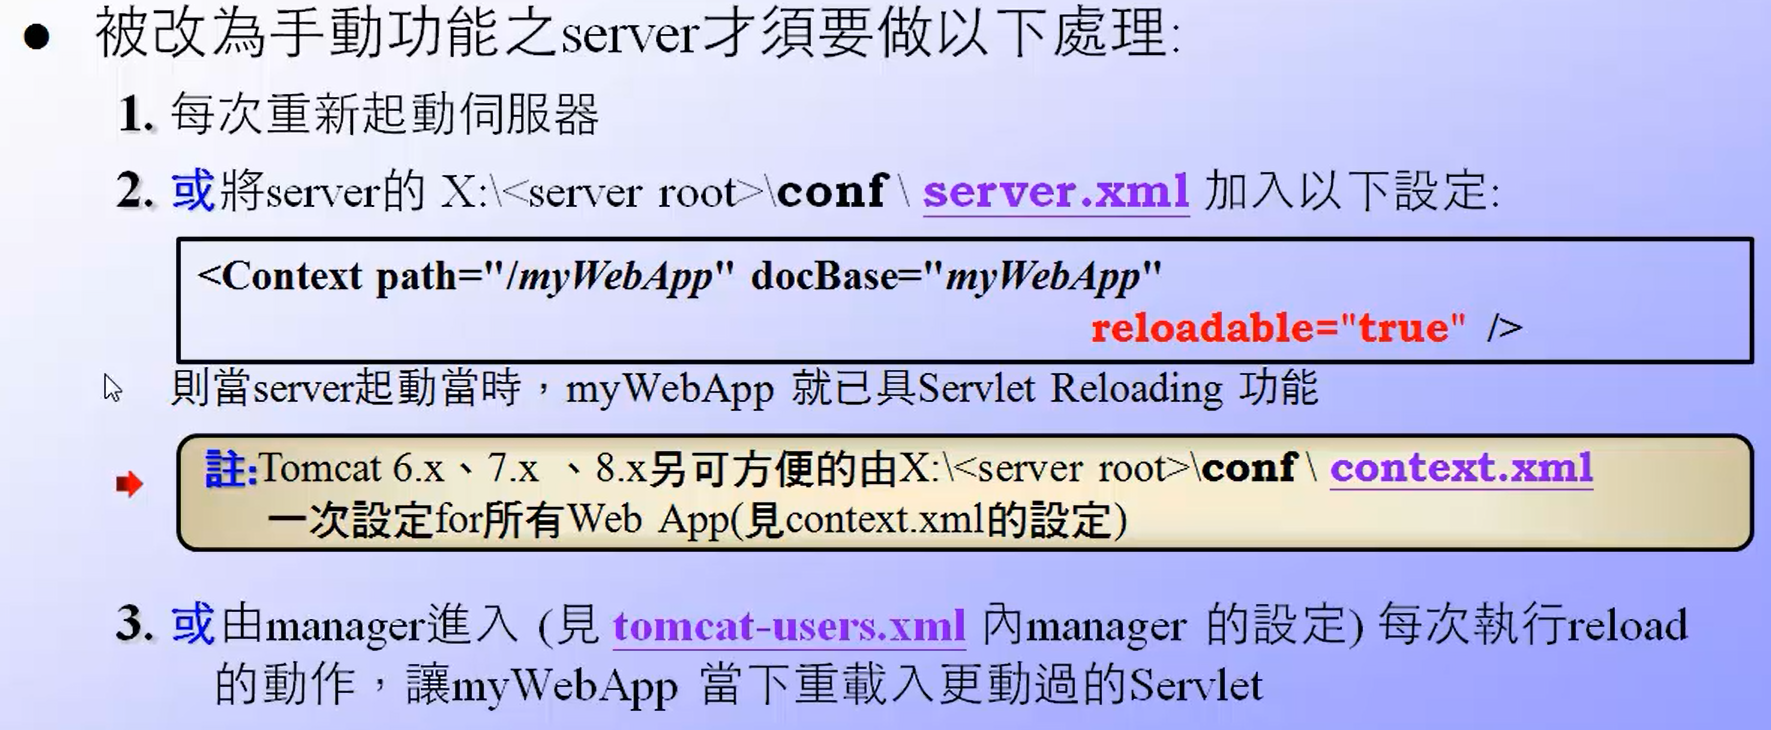 ● 被改為手動功能之server才須要做以下處理:
1. 每次重新起動伺服器
2. 或將server的 X:\<server root>\conf \ server.xml 加入以下設定:
<Context path="/myWebApp" docBase="myWebApp"
reloadable="true" />
則當server起動當時，myWebApp 就已具Servlet Reloading 功能
註:Tomcat 6.x、7.x 、8.x另可方便的由X:\<server root>\conf \ context.xml
一次設定for所有Web App(見context.xml的設定)
3. 或由manager進入 (見 tomcat-users.xml 內manager 的設定) 每次執行reload
的動作，讓myWebApp 當下重載入更動過的Servlet